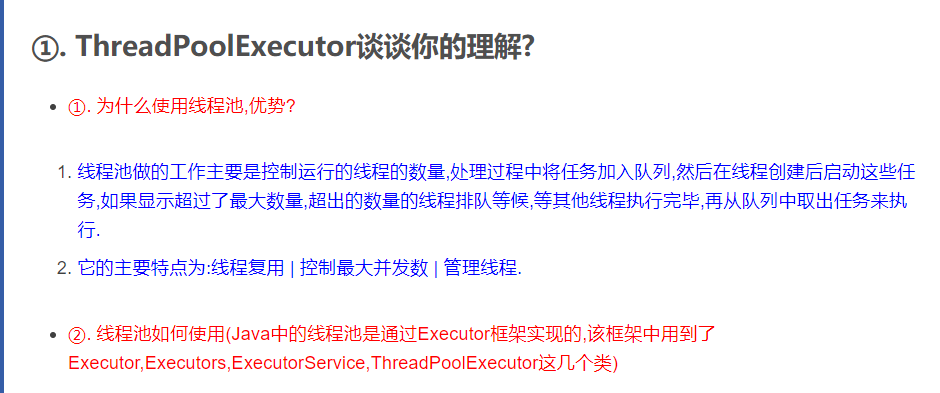 ①. ThreadPoolExecutor谈谈你的理解?
①. 为什么使用线程池,优势?
1. 线程池做的工作主要是控制运行的线程的数量,处理过程中将任务加入队列,然后在线程创建后启动这些任
务,如果显示超过了最大数量,超出的数量的线程排队等候,等其他线程执行完毕,再从队列中取出任务来执
行.
2. 它的主要特点为:线程复用 | 控制最大并发数 | 管理线程.
②. 线程池如何使用(Java中的线程池是通过Executor框架实现的,该框架中用到了
Executor,Executors,ExecutorService,ThreadPoolExecutor这几个类)